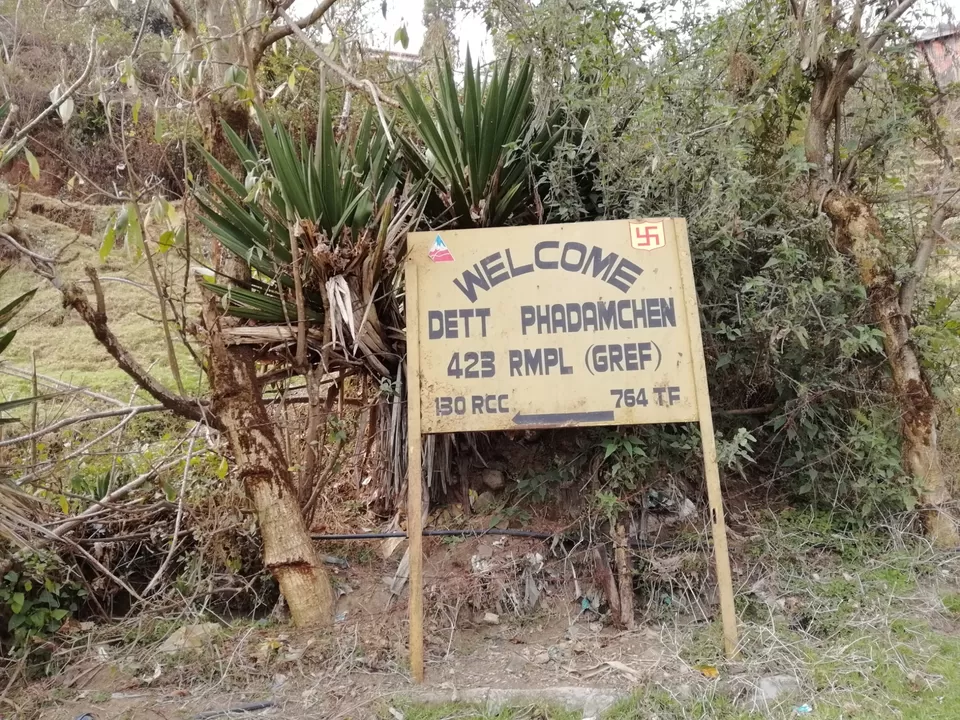 WELCOME
DETT PHADAMCHEN
423 RMPL (GREF)
130 RCC 764 TF